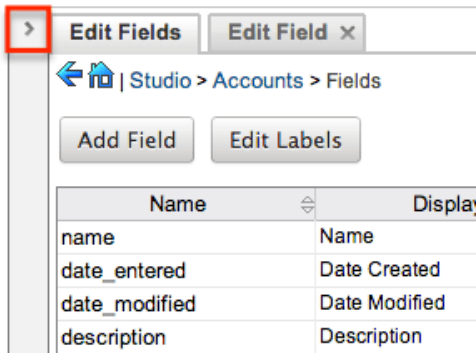 Edit Fields Edit Field ×
| Studio > Accounts > Fields
Add Field Edit Labels
Name Display
name Name
date_entered Date Created
date_modified Date Modified
description Description